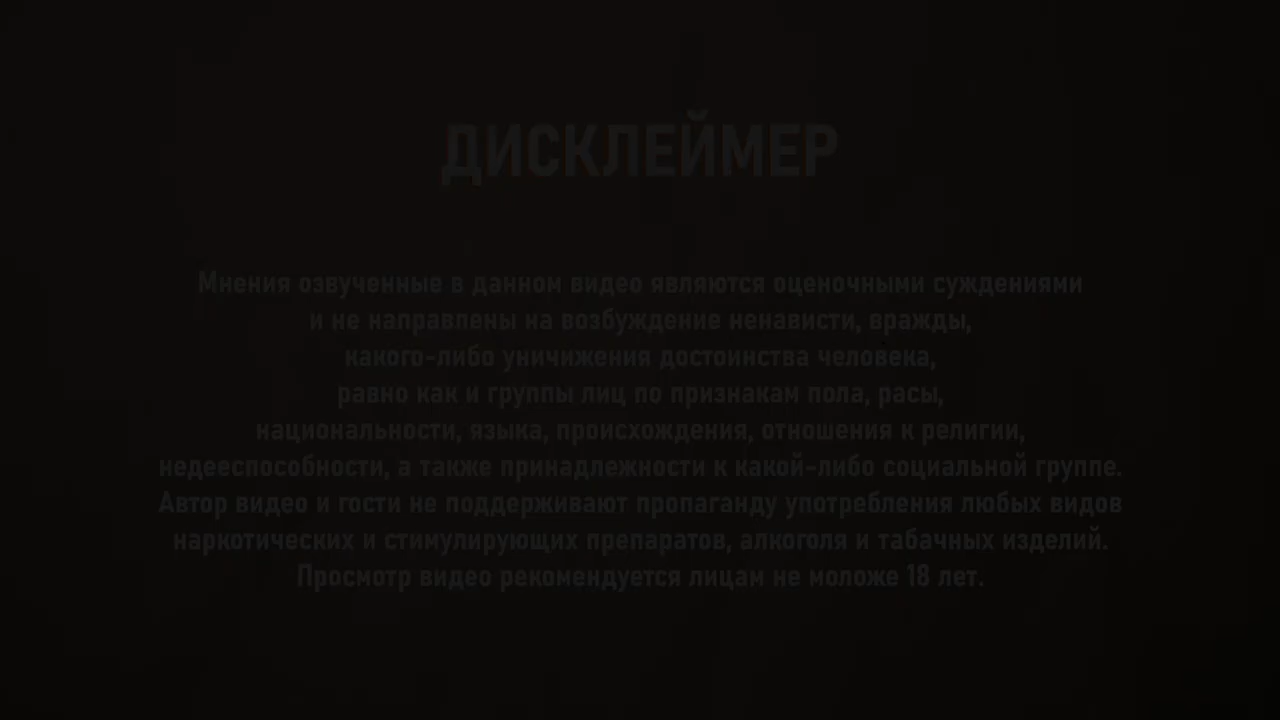 ДИСКЛЕЙМЕР
Мнения озвученные в данном видео являются оценочными суждениями
и не направлены на возбуждение ненависти, вражды,
какого-либо уничижения достоинства человека,
равно как и группы лиц по признакам пола, расы,
национальности, языка, происхождения, отношения к религии,
недееспособности, а также принадлежности к какой-либо социальной группе.
Автор видео и гости не поддерживают пропаганду употребления любых видов
наркотических и стимулирующих препаратов, алкоголя и табачных изделий.
Просмотр видео рекомендуется лицам не моложе 18 лет.